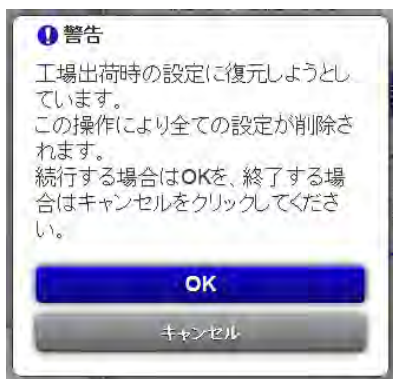 警告
工場出荷時の設定に復元しようとし
ています。
この操作により全ての設定が削除さ
れます。
続行する場合はOKを、終了する場
合はキャンセルをクリックしてくださ
い。
OK
キャンセル